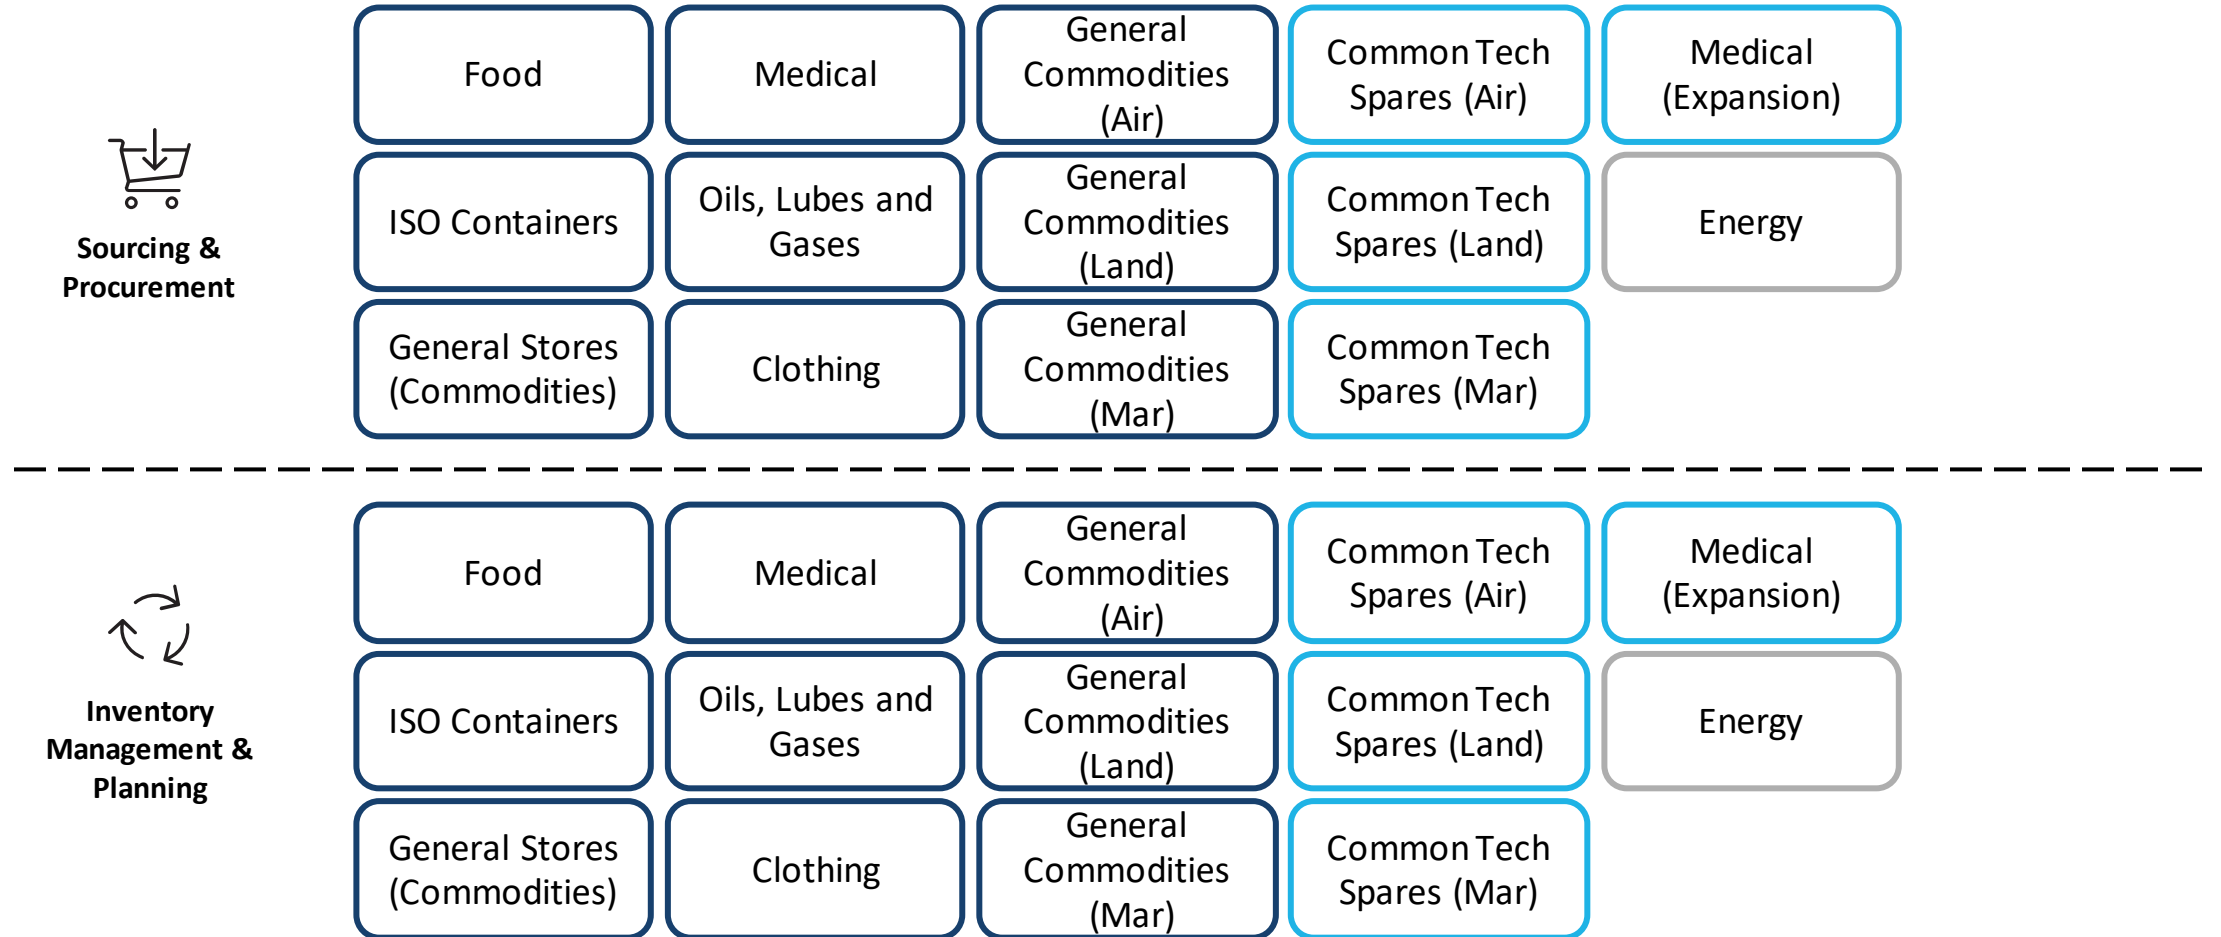 Sourcing &
Procurement
Food
Medical
General
Commodities
(Air)
Common Tech
Spares (Air)
Medical
(Expansion)
ISO Containers
Oils, Lubes and
Gases
General
Commodities
(Land)
Common Tech
Spares (Land)
Energy
General Stores
(Commodities)
Clothing
General
Commodities
(Mar)
Common Tech
Spares (Mar)
Inventory
Management &
Planning
Food
Medical
General
Commodities
(Air)
Common Tech
Spares (Air)
Medical
(Expansion)
ISO Containers
Oils, Lubes and
Gases
General
Commodities
(Land)
Common Tech
Spares (Land)
Energy
General Stores
(Commodities)
Clothing
General
Commodities
(Mar)
Common Tech
Spares (Mar)